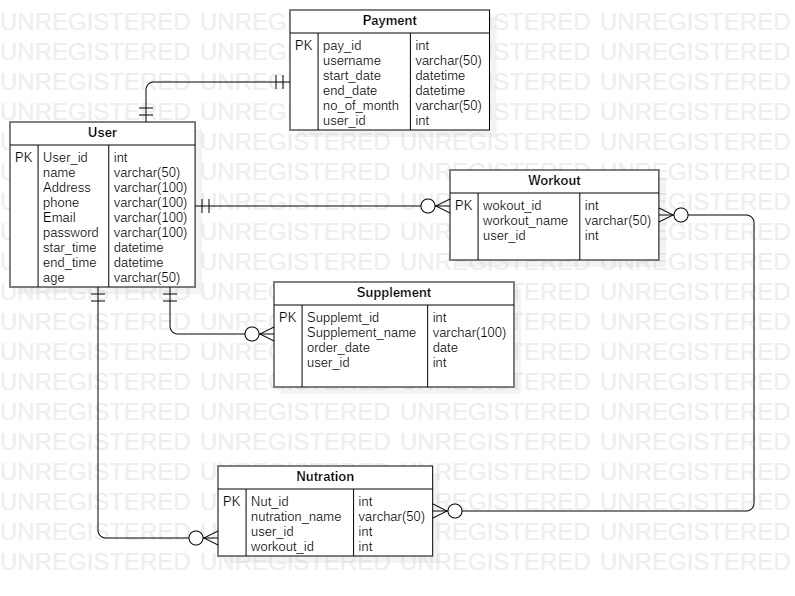 Payment
PK pay_id int
username varchar(50)
start_date datetime
end_date datetime
no_of_month varchar(50)
user_id int
User
PK User_id int
name varchar(50)
Address varchar(100)
phone varchar(100)
Email varchar(100)
password varchar(100)
star_time datetime
end_time datetime
age varchar(50)
Workout
PK wokout_id int
workout_name varchar(50)
user_id int
Supplement
PK Supplemt_id int
Supplement_name varchar(100)
order_date date
user_id int
Nutration
PK Nut_id int
nutration_name varchar(50)
user_id int
workout_id int
UNREGISTERED